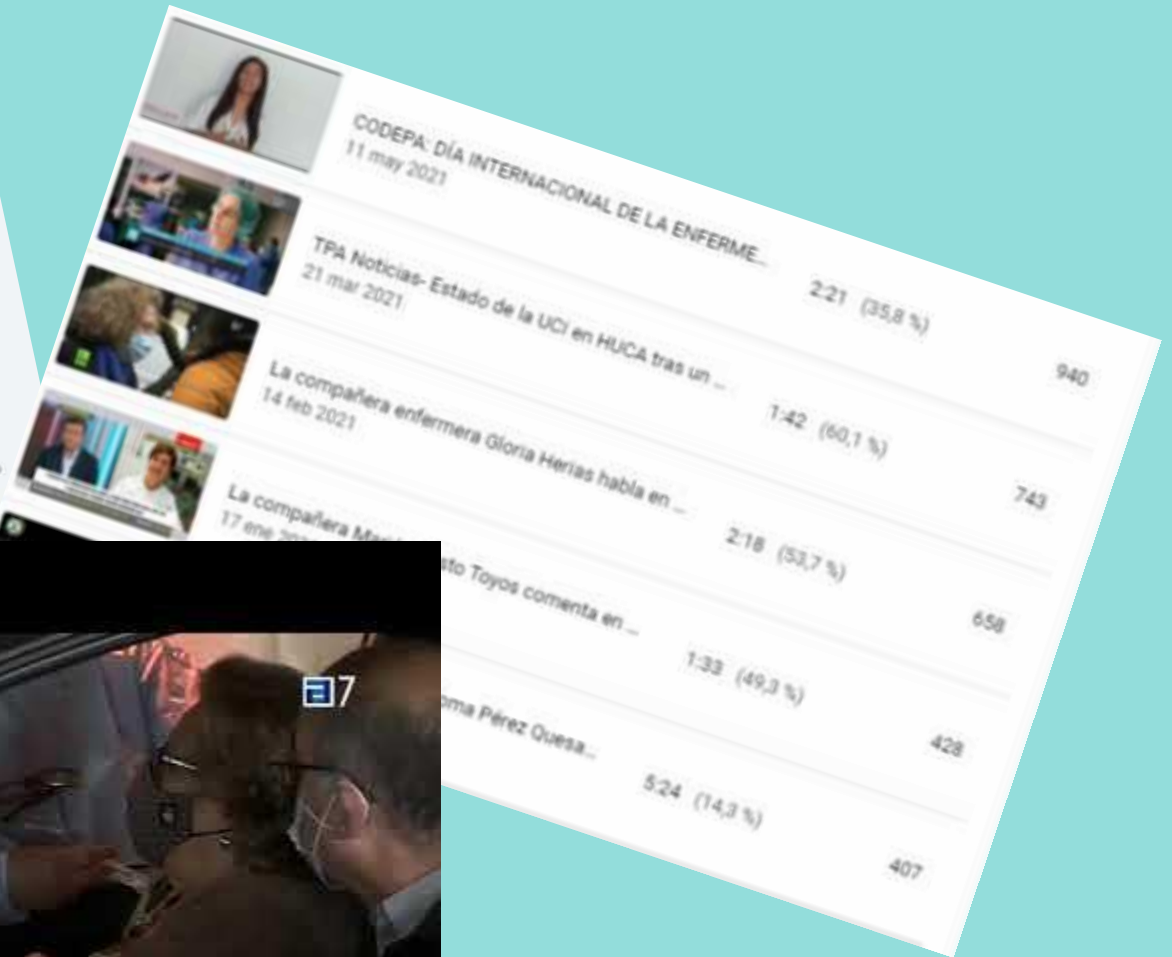 CODEPA: DÍA INTERNACIONAL DE LA ENFERME...
11 may 2021
2:21 (35,8 %)
940
TPA Noticias- Estado de la UCI en HUCA tras un ...
21 mar 2021
1:42 (60,1 %)
743
La compañera enfermera Gloria Herias habla en ...
14 feb 2021
2:18 (53,7 %)
658
La compañera sto Toyos comenta en ...
17 ene
1:33 (49,3 %)
428
oma Pérez Quesa...
5:24 (14,3 %)
407
a7